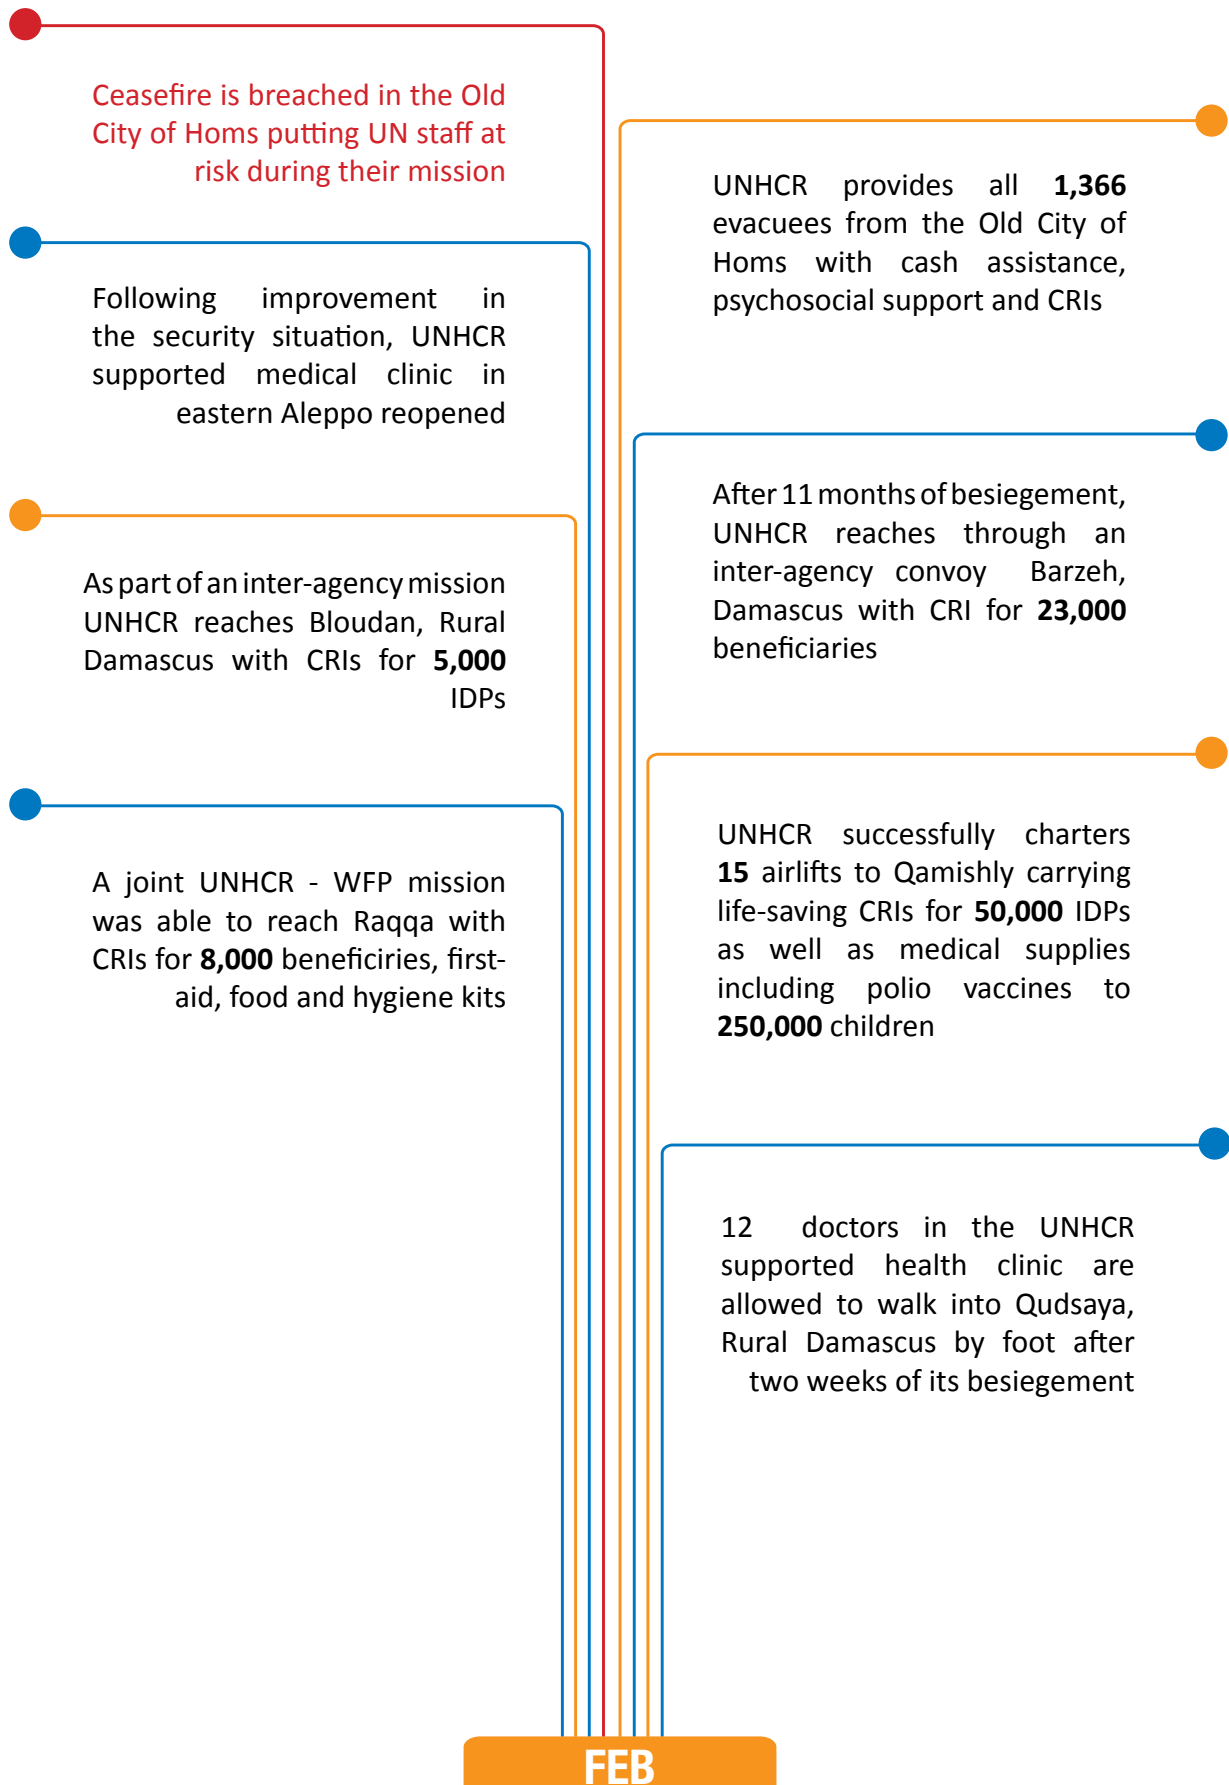 Ceasefire is breached in the Old
City of Homs putting UN staff at
risk during their mission
Following improvement in
the security situation, UNHCR
supported medical clinic in
eastern Aleppo reopened
As part of an inter-agency mission
UNHCR reaches Bloudan, Rural
Damascus with CRIs for 5,000
IDPs
A joint UNHCR - WFP mission
was able to reach Raqqa with
CRIs for 8,000 beneficiries, first-
aid, food and hygiene kits
UNHCR provides all 1,366
evacuees from the Old City of
Homs with cash assistance,
psychosocial support and CRIs
After 11 months of besiegement,
UNHCR reaches through an
inter-agency convoy Barzeh,
Damascus with CRI for 23,000
beneficiaries
UNHCR successfully charters
15 airlifts to Qamishly carrying
life-saving CRIs for 50,000 IDPs
as well as medical supplies
including polio vaccines to
250,000 children
12 doctors in the UNHCR
supported health clinic are
allowed to walk into Qudsaya,
Rural Damascus by foot after
two weeks of its besiegement
FEB